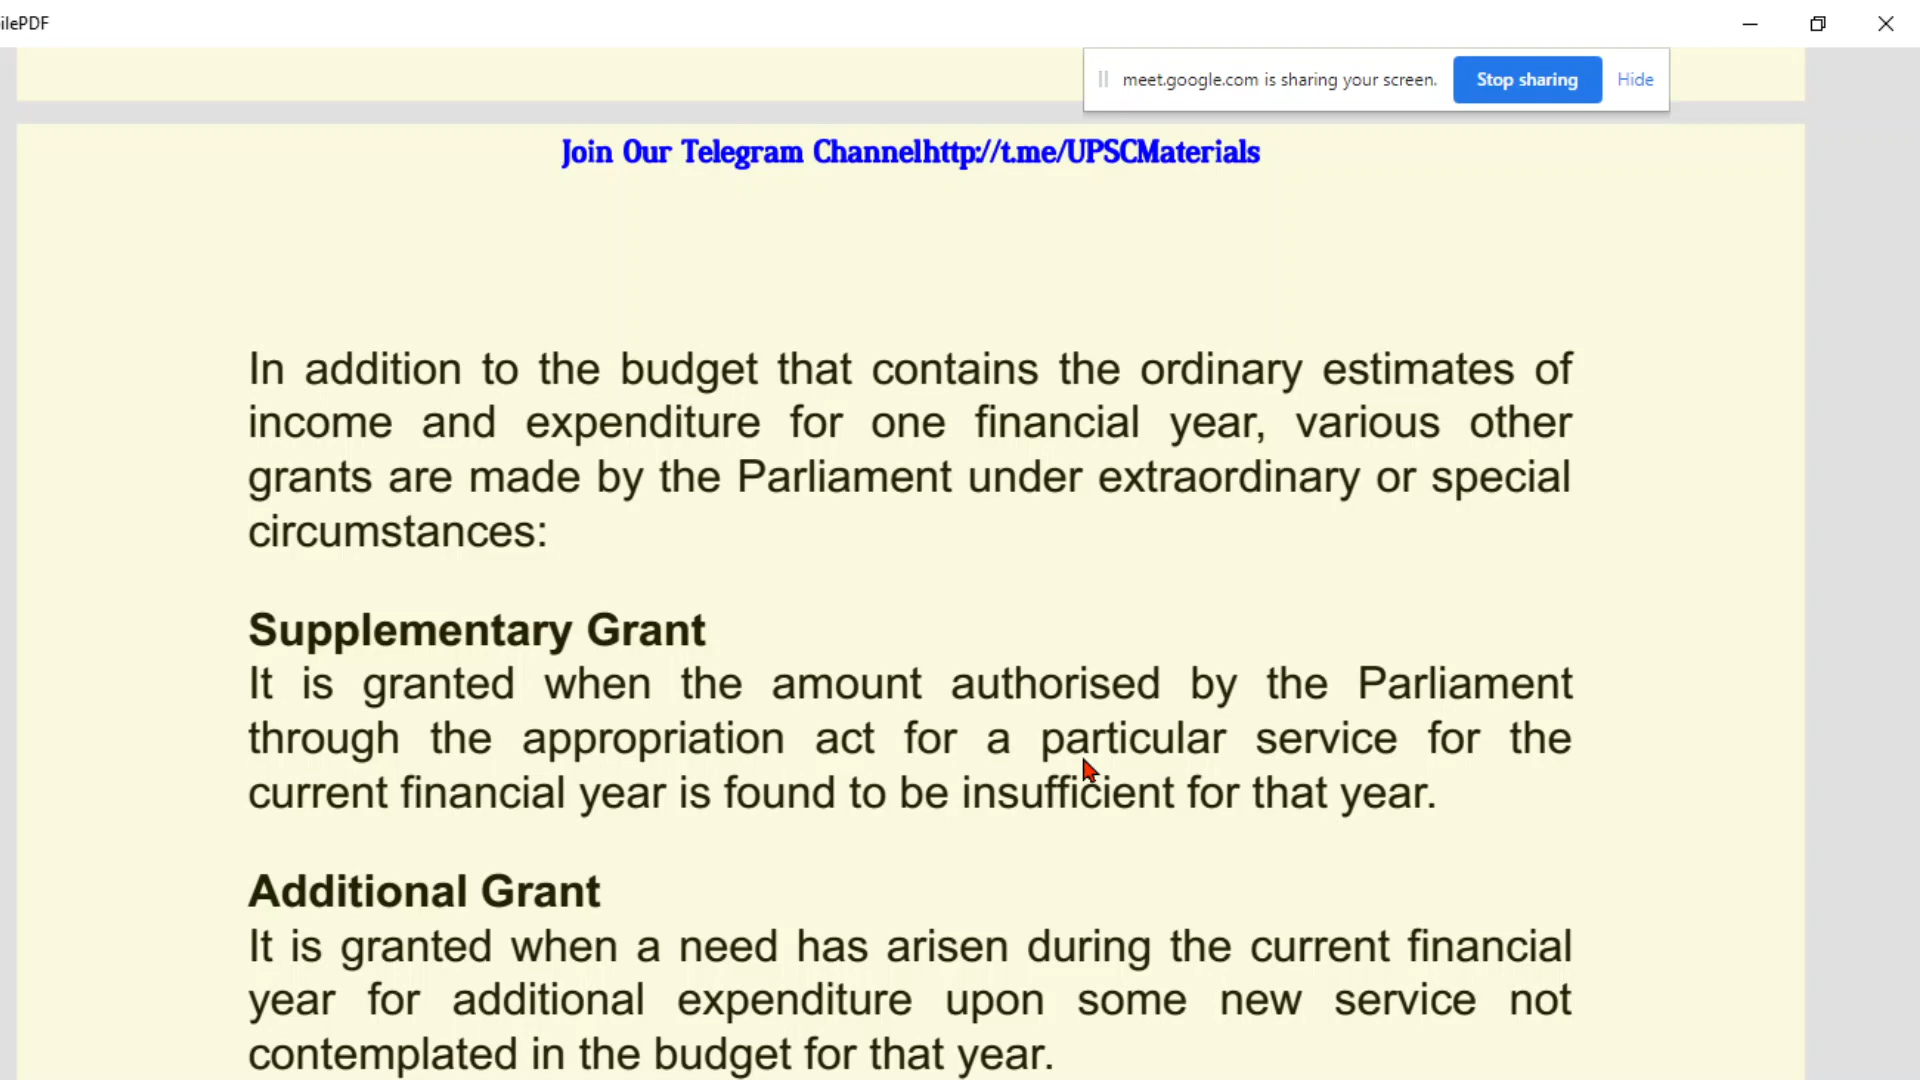 ilePDF
meet.google.com is sharing your screen.
Stop sharing
Hide
Join Our Telegram Channelhttp://t.me/UPSCMaterials
In addition to the budget that contains the ordinary estimates of
income and expenditure for one financial year, various other
grants are made by the Parliament under extraordinary or special
circumstances:
Supplementary Grant
It is granted when the amount authorised by the Parliament
through the appropriation act for a particular service for the
current financial year is found to be insufficient for that year.
Additional Grant
It is granted when a need has arisen during the current financial
year for additional expenditure upon some new service not
contemplated in the budget for that year.